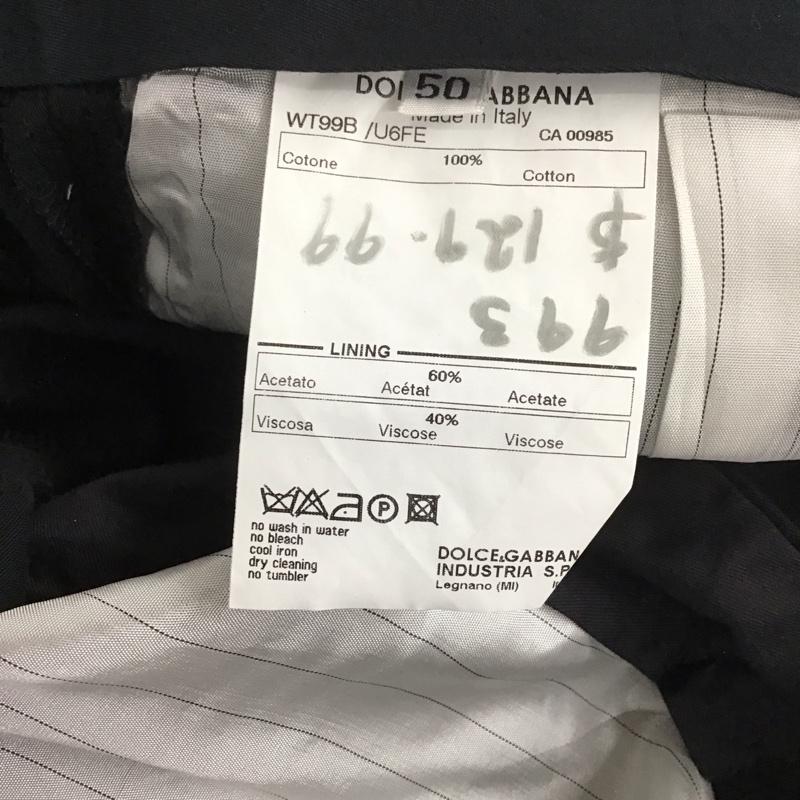 DOL 50 ABBANA
Made in Italy
WT99B /U6FE CA 00985
Cotone 100% Cotton
$ 129.99
993
LINING
60%
Acetato Acétat Acetate
40%
Viscosa Viscose Viscose
no wash in water
no bleach
cool iron
dry cleaning
no tumbler
DOLCE&GABBAN
INDUSTRIA S.P
Legnano (MI)